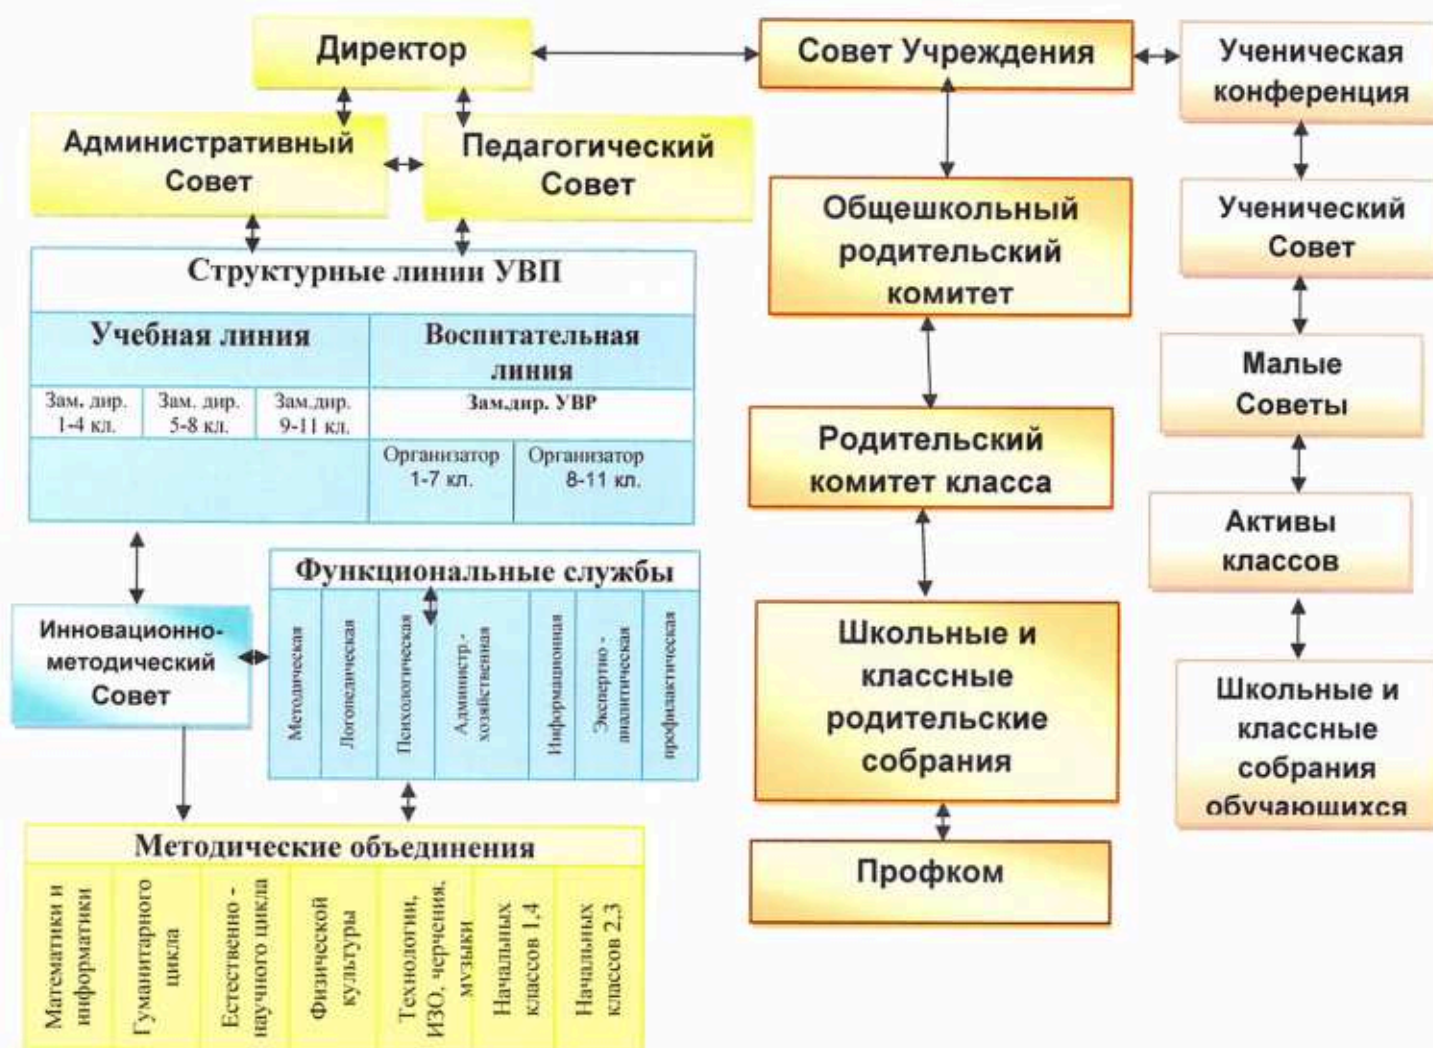 Директор
Совет Учреждения
Ученическая
конференция
Административный
Совет
Педагогический
Совет
Общешкольный
родительский
комитет
Ученический
Совет
Структурные линии УВП
Учебная линия
Воспитательная
линия
Зам. дир.
1-4 кл.
Зам. дир.
5-8 кл.
Зам.дир.
9-11 кл.
Зам.дир. УВР
Организатор
1-7 кл.
Организатор
8-11 кл.
Малые
Советы
Родительский
комитет класса
Активы
классов
Функциональные службы
Методическая
Логопедическая
Психологическая
Администр.-
хозяйственная
Информационная
Экспертно -
аналитическая
профилактическая
Инновационно-
методический
Совет
Школьные и
классные
родительские
собрания
Школьные и
классные
собрания
обучающихся
Методические объединения
Математики и
информатики
Гуманитарного
цикла
Естественно -
научного цикла
Физической
культуры
Технологии,
ИЗО, черчения,
музыки
Начальных
классов 1,4
Начальных
классов 2,3
Профком